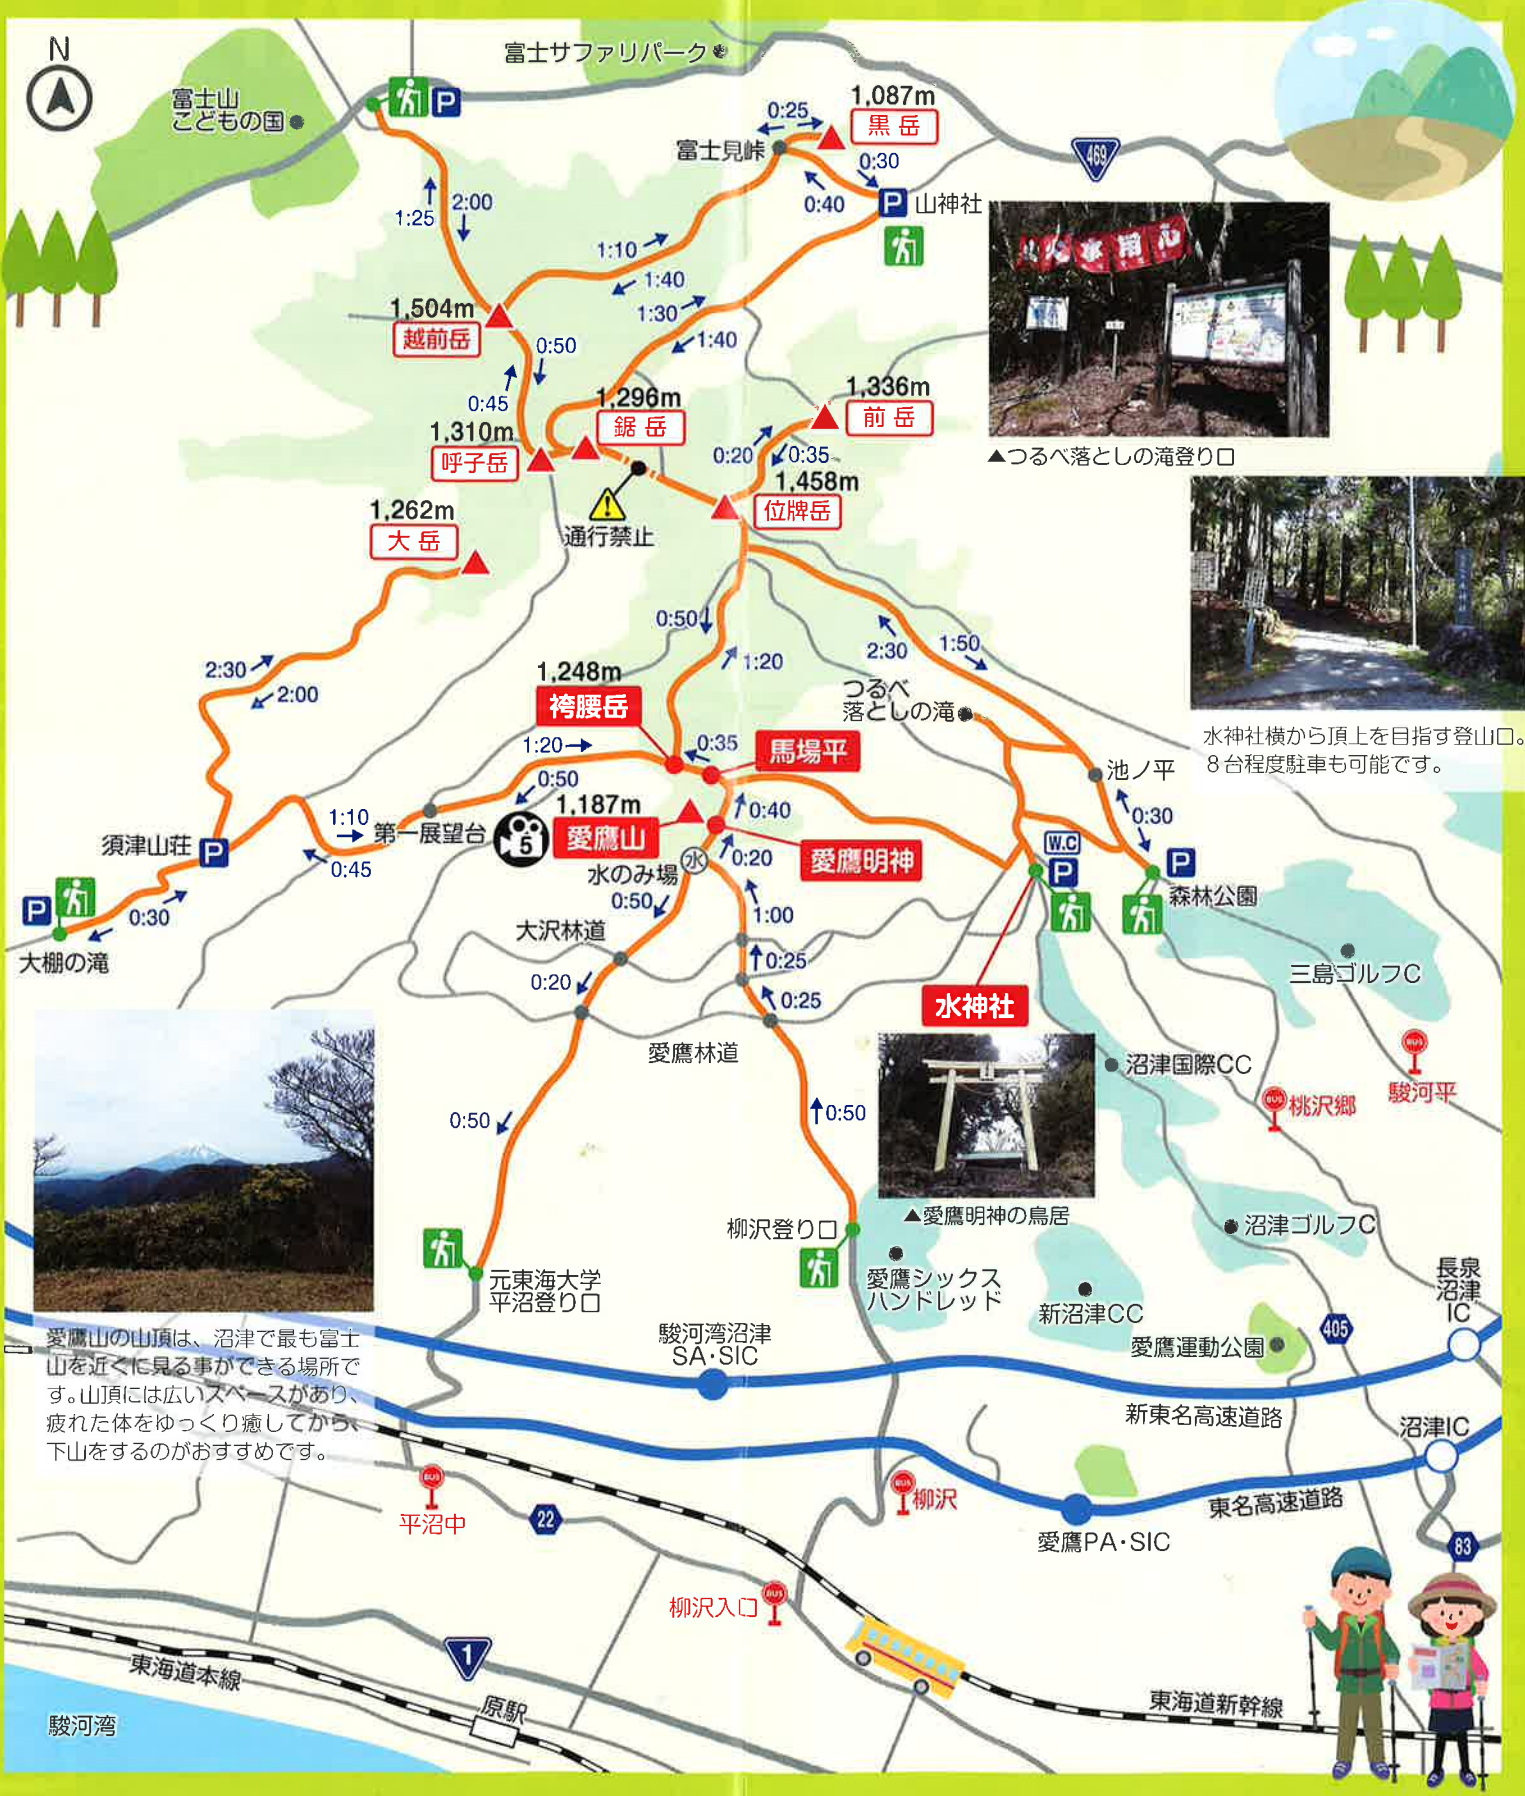 N
富士サファリパーク
富士山
こどもの国
P
1,087m
黒岳
0:25
富士見峠
0:30
469
0:40
P
山神社
1:25
2:00
1:10
1:40
1:30
1:40
1,504m
越前岳
0:50
0:45
1,296m
鋸岳
1,336m
前岳
1,310m
呼子岳
0:20
0:35
▲つるべ落としの滝登り口
1,458m
位牌岳
通行禁止
1,262m
大岳
0:50
1:20
2:30
1:50
2:30
2:00
1,248m
袴腰岳
つるべ
落としの滝
水神社横から頂上を目指す登山口。
8台程度駐車も可能です。
1:20
0:35
馬場平
池ノ平
0:50
1,187m
愛鷹山
0:40
0:30
1:10
第一展望台
5
0:20
愛鷹明神
W.C
P
P
須津山荘
P
0:45
水のみ場
水
森林公園
P
0:30
大棚の滝
0:50
1:00
大沢林道
0:25
0:20
0:25
水神社
三島ゴルフC
愛鷹林道
沼津国際CC
BUS
駿河平
BUS
桃沢郷
0:50
0:50
▲愛鷹明神の鳥居
柳沢登り口
沼津ゴルフC
元東海大学
平沼登り口
愛鷹シックス
ハンドレッド
新沼津CC
長泉
沼津
IC
405
愛鷹運動公園
愛鷹山の山頂は、沼津で最も富士
山を近くに見る事ができる場所で
す。山頂には広いスペースがあり、
疲れた体をゆっくり癒してから、
下山をするのがおすすめです。
駿河湾沼津
SA・SIC
新東名高速道路
沼津IC
BUS
平沼中
22
BUS
柳沢
東名高速道路
愛鷹PA・SIC
83
BUS
柳沢入口
1
東海道本線
原駅
東海道新幹線
駿河湾